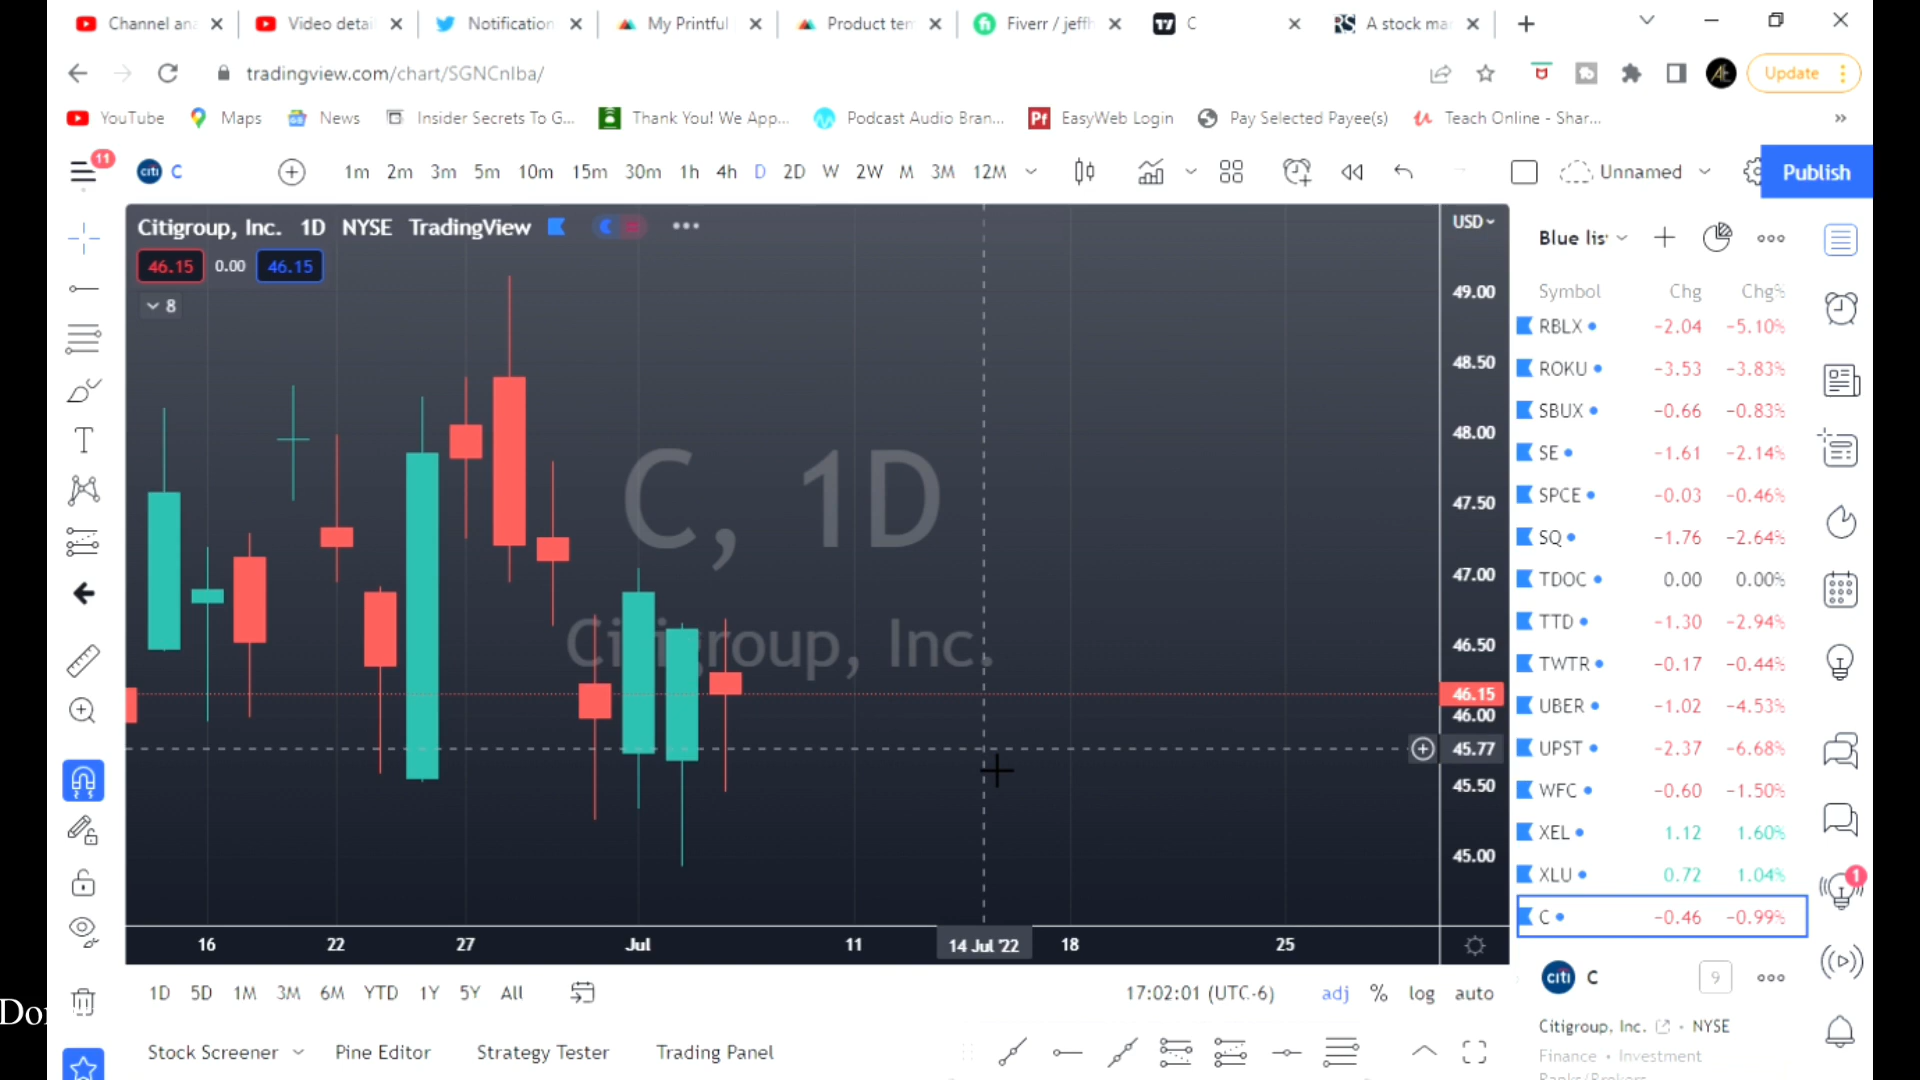 Channel ana
Video detai
Notification
My Printful
Product tem
Fiverr / jeffh
C
A stock ma
tradingview.com/chart/SGNCnIba/
Update
YouTube
Maps
News
Insider Secrets To G...
Thank You! We App...
Podcast Audio Bran...
EasyWeb Login
Pay Selected Payee(s)
Teach Online - Shar...
»
11
citi C
1m 2m 3m 5m 10m 15m 30m 1h 4h D 2D W 2W M 3M 12M
Unnamed
Publish
Citigroup, Inc. 1D NYSE TradingView
46.15 0.00 46.15
8
C, 1D
Citigroup, Inc.
USD
49.00
48.50
48.00
47.50
47.00
46.50
46.15
46.00
45.77
45.50
45.00
16 22 27 Jul 11 14 Jul '22 18 25
Blue lis
Symbol Chg Chg%
RBLX −2.04 −5.10%
ROKU −3.53 −3.83%
SBUX −0.66 −0.83%
SE −1.61 −2.14%
SPCE −0.03 −0.46%
SQ −1.76 −2.64%
TDOC 0.00 0.00%
TTD −1.30 −2.94%
TWTR −0.17 −0.44%
UBER −1.02 −4.53%
UPST −2.37 −6.68%
WFC −0.60 −1.50%
XEL 1.12 1.60%
XLU 0.72 1.04%
C −0.46 −0.99%
1
citi C 9
Citigroup, Inc. • NYSE
Finance • Investment
Banks/Brokers
1D 5D 1M 3M 6M YTD 1Y 5Y All
17:02:01 (UTC-6) adj % log auto
Stock Screener Pine Editor Strategy Tester Trading Panel